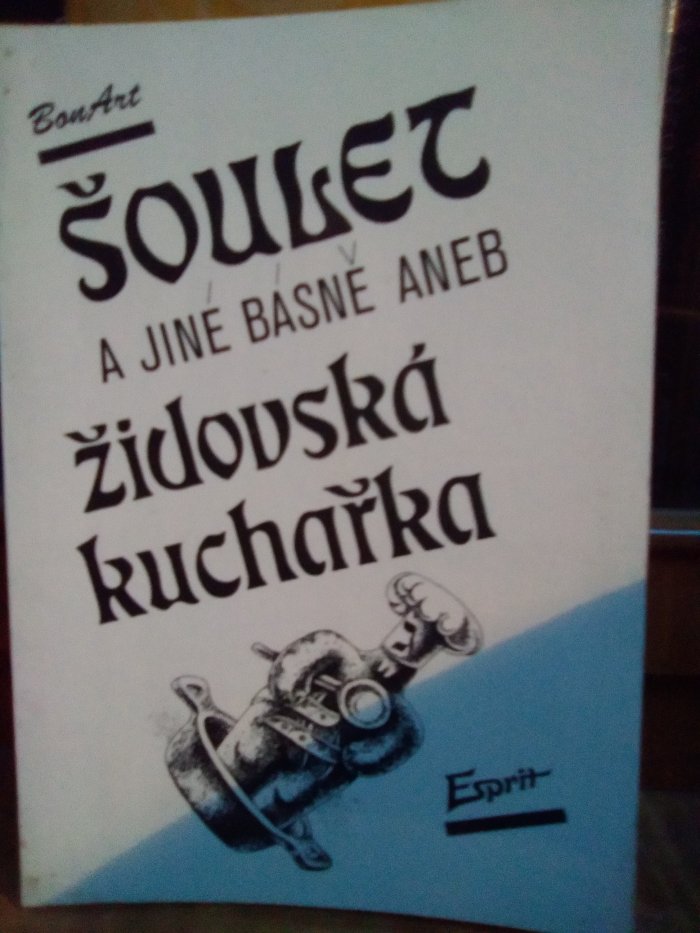 BonArt
ŠOULET
A JINÉ BÁSNĚ ANEB
židovská
kuchařka
Esprit